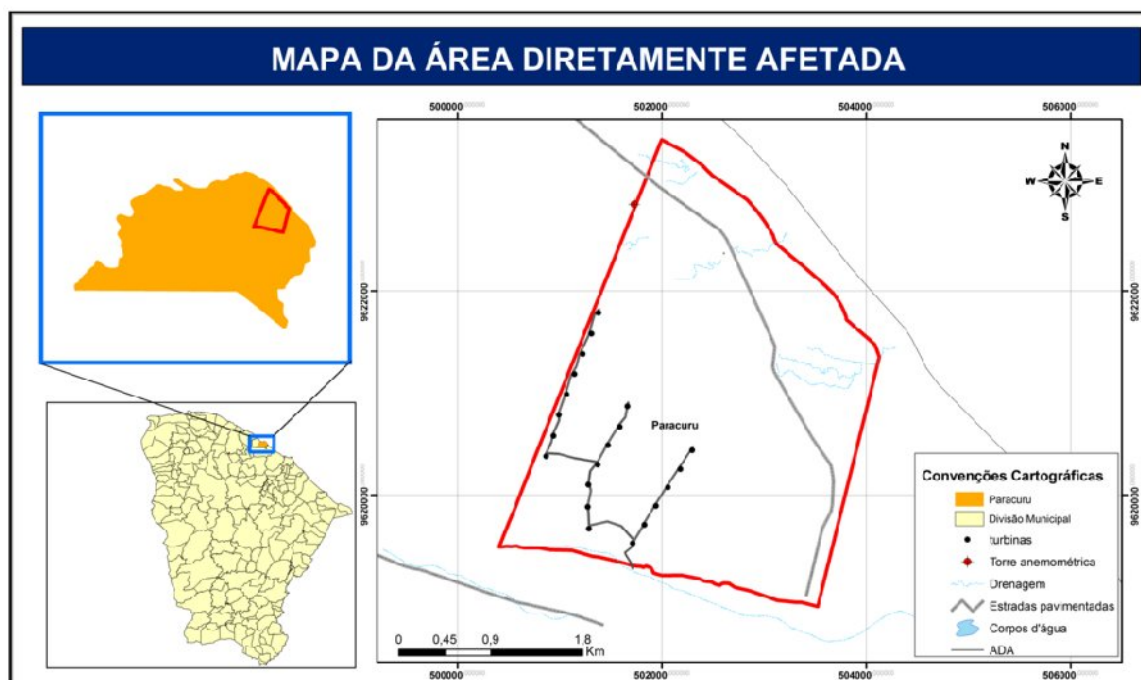 MAPA DA ÁREA DIRETAMENTE AFETADA
500000
502000
504000
506000
N
W E
S
9622000
9622000
Paracuru
9620000
9620000
Convenções Cartográficas
Paracuru
Divisão Municipal
turbinas
Torre anemométrica
Drenagem
Estradas pavimentadas
Corpos d'água
ADA
0 0,45 0,9 1.8
Km
500000
502000
504000
506000